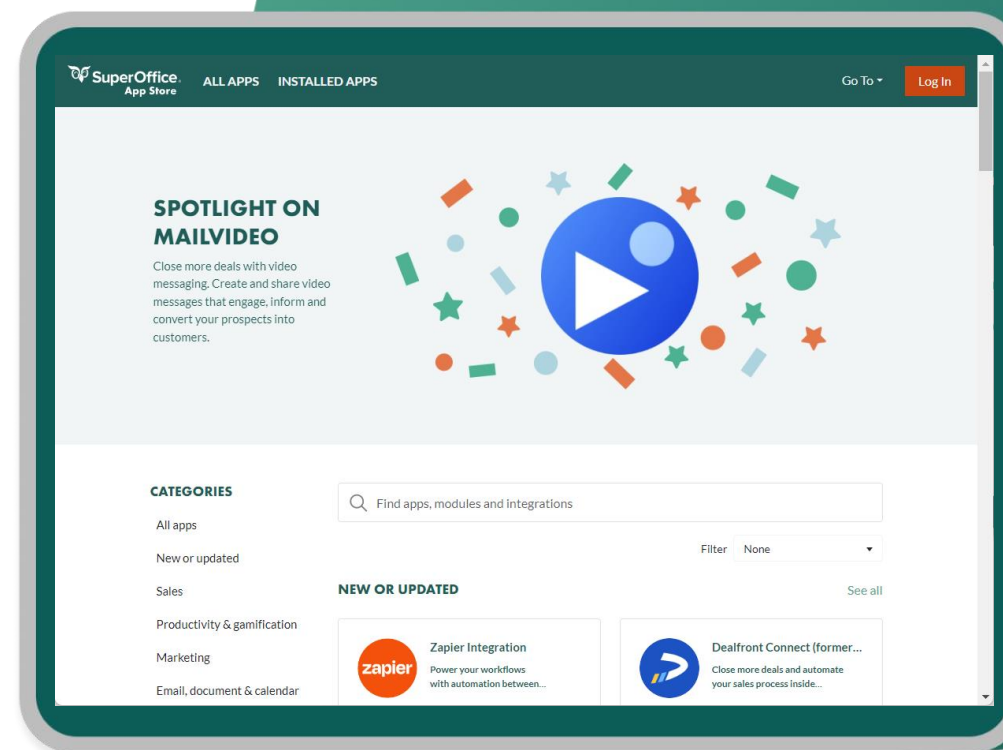 SuperOffice.
App Store
ALL APPS INSTALLED APPS
Go To
Log In
SPOTLIGHT ON
MAILVIDEO
Close more deals with video
messaging. Create and share video
messages that engage, inform and
convert your prospects into
customers.
CATEGORIES
All apps
New or updated
Sales
Productivity & gamification
Marketing
Email, document & calendar
Find apps, modules and integrations
Filter None
NEW OR UPDATED
See all
zapier
Zapier Integration
Power your workflows
with automation between...
Dealfront Connect (former...
Close more deals and automate
your sales process inside...